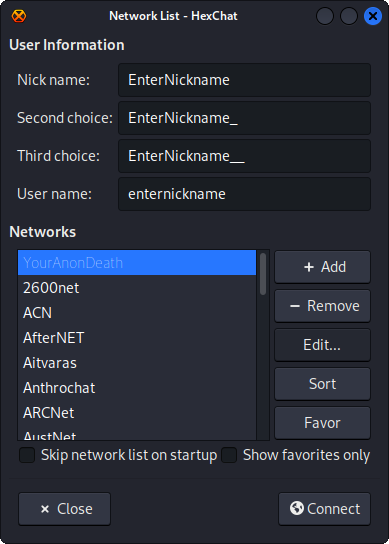 Network List - HexChat
User Information
Nick name: EnterNickname
Second choice: EnterNickname_
Third choice: EnterNickname__
User name: enternickname
Networks
YourAnonDeath
2600net
ACN
AfterNET
Aitvaras
Anthrochat
ARCNet
AustNet
+ Add
− Remove
Edit...
Sort
Favor
Skip network list on startup Show favorites only
× Close Connect